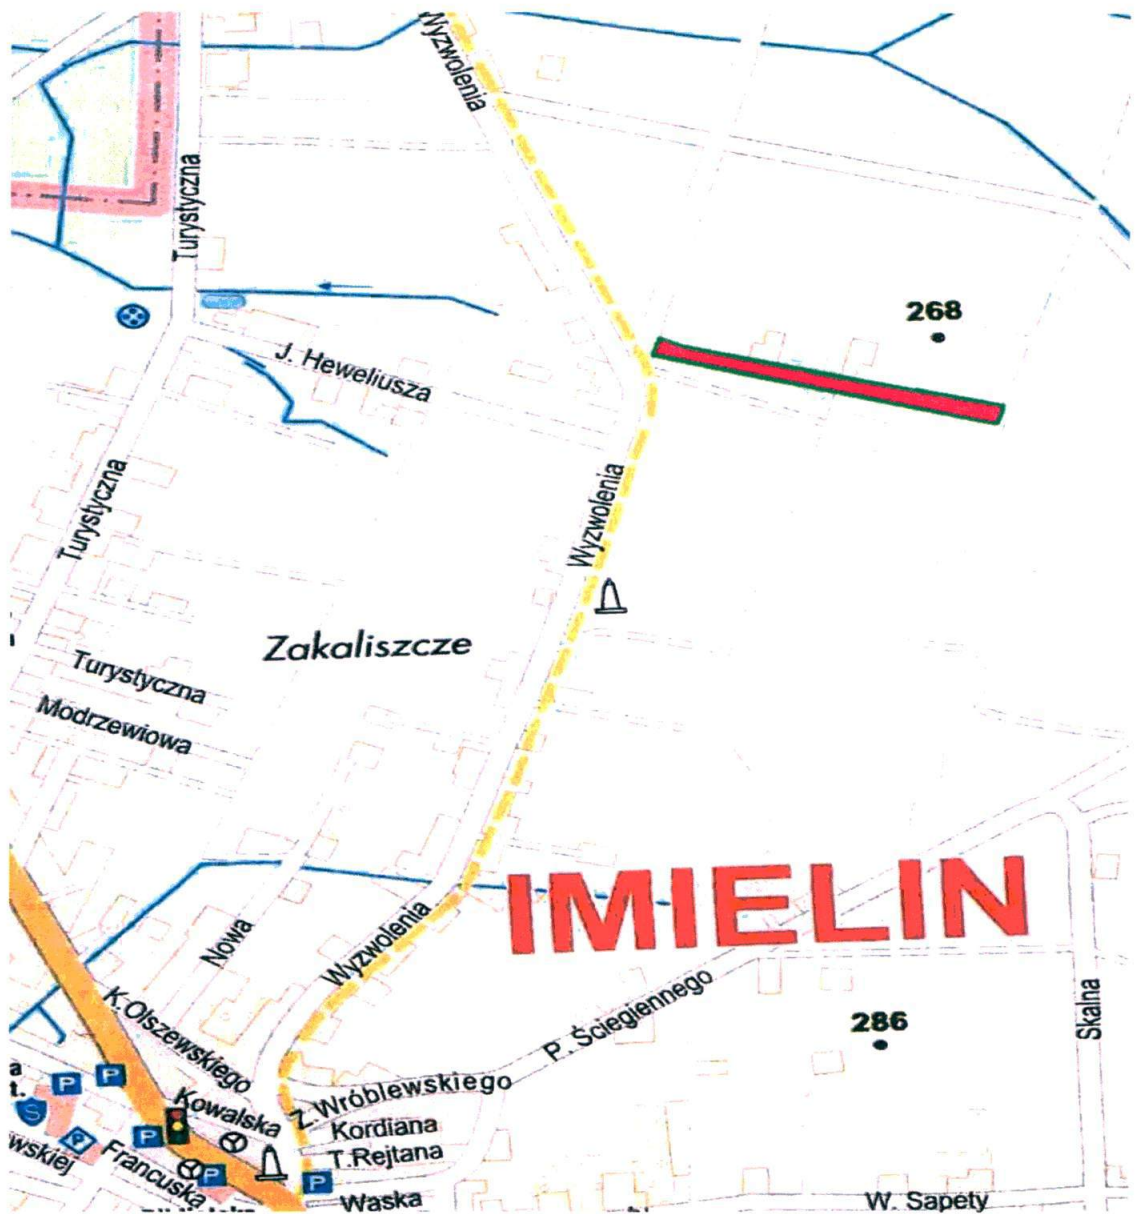 Wyzwolenia
Turystyczna
268
J. Heweliusza
Turystyczna
Wyzwolenia
Zakaliszcze
Turystyczna
Modrzewiowa
IMIELIN
Nowa
Wyzwolenia
P. Ściegiennego
Skalna
286
K.Olszewskiego
a
t.
P
P
S
Kowalska
Z.Wróblewskiego
Kordiana
T.Rejtana
P
P
wskiej
Francuska
P
P
Waska
W. Sapety